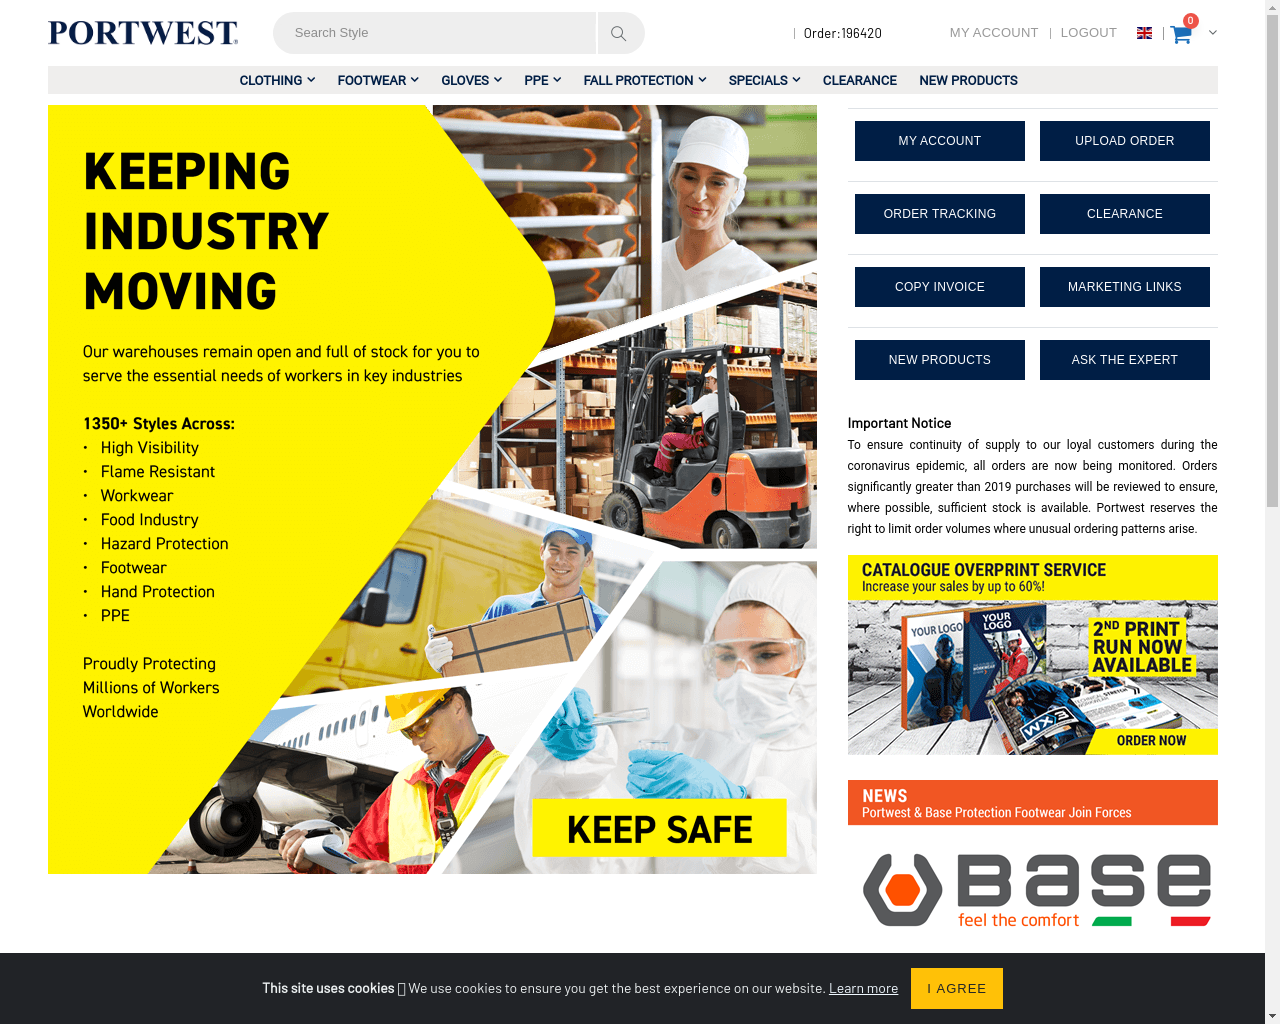 PORTWEST®
Search Style
Order:196420
MY ACCOUNT
LOGOUT
0
CLOTHING
FOOTWEAR
GLOVES
PPE
FALL PROTECTION
SPECIALS
CLEARANCE
NEW PRODUCTS
KEEPING
INDUSTRY
MOVING
Our warehouses remain open and full of stock for you to
serve the essential needs of workers in key industries
1350+ Styles Across:
• High Visibility
• Flame Resistant
• Workwear
• Food Industry
• Hazard Protection
• Footwear
• Hand Protection
• PPE
Proudly Protecting
Millions of Workers
Worldwide
KEEP SAFE
MY ACCOUNT
UPLOAD ORDER
ORDER TRACKING
CLEARANCE
COPY INVOICE
MARKETING LINKS
NEW PRODUCTS
ASK THE EXPERT
Important Notice
To ensure continuity of supply to our loyal customers during the
coronavirus epidemic, all orders are now being monitored. Orders
significantly greater than 2019 purchases will be reviewed to ensure,
where possible, sufficient stock is available. Portwest reserves the
right to limit order volumes where unusual ordering patterns arise.
CATALOGUE OVERPRINT SERVICE
Increase your sales by up to 60%!
YOUR LOGO
YOUR LOGO
2ND PRINT
RUN NOW
AVAILABLE
WX3
ORDER NOW
NEWS
Portwest & Base Protection Footwear Join Forces
BASE
feel the comfort
This site uses cookies We use cookies to ensure you get the best experience on our website. Learn more
I AGREE